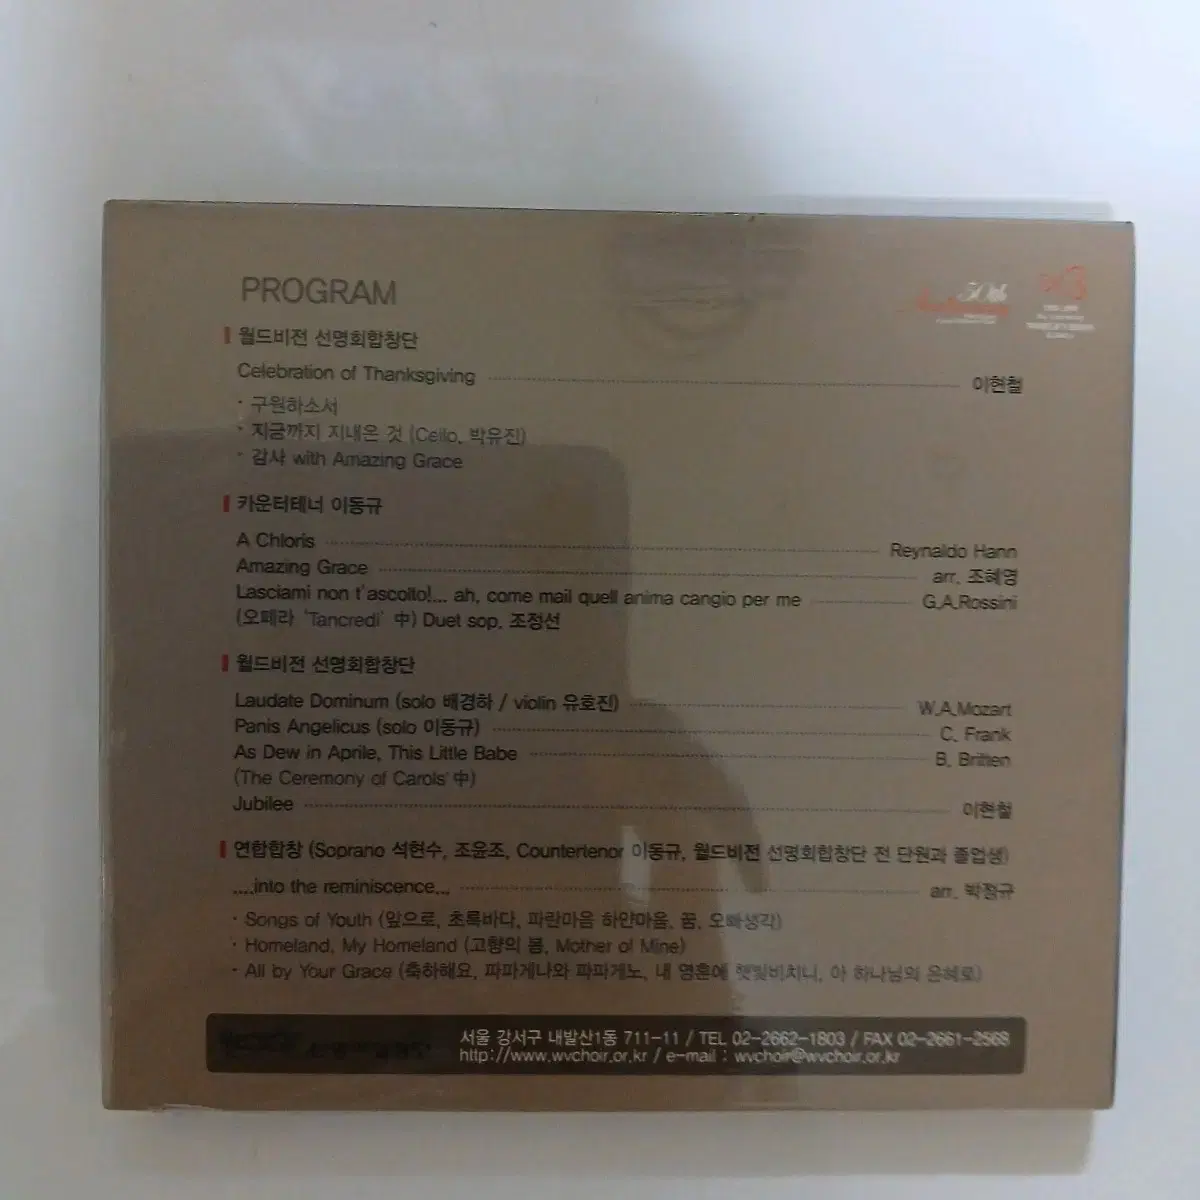 PROGRAM
50th
월드비전 선명회합창단
Celebration of Thanksgiving 이현철
· 구원하소서
· 지금까지 지내온 것 (Cello, 박유진)
· 감사 with Amazing Grace
카운터테너 이동규
A Chloris Reynaldo Hann
Amazing Grace arr. 조혜영
Lasciami non t'ascolto!... ah, come mail quell anima cangio per me G.A.Rossini
(오페라 'Tancredi' 中) Duet sop, 조정선
월드비전 선명회합창단
Laudate Dominum (solo 배경하 / violin 유호진) W.A.Mozart
Panis Angelicus (solo 이동규) C. Frank
As Dew in Aprile, This Little Babe B. Britten
(The Ceremony of Carols' 中)
Jubilee 이현철
연합합창 (Soprano 석현수, 조윤조, Countertenor 이동규, 월드비전 선명회합창단 전 단원과 졸업생)
....into the reminiscence... arr. 박정규
· Songs of Youth (앞으로, 초록바다, 파란마음 하얀마음, 꿈, 오빠생각)
· Homeland, My Homeland (고향의 봄, Mother of Mine)
· All by Your Grace (축하해요, 파파게나와 파파게노, 내 영혼에 햇빛비치니, 아 하나님의 은혜로)
서울 강서구 내발산1동 711-11 / TEL 02-2662-1803 / FAX 02-2661-2568
http://www.wvchoir.or.kr / e-mail : wvchoir@wvchoir.or.kr